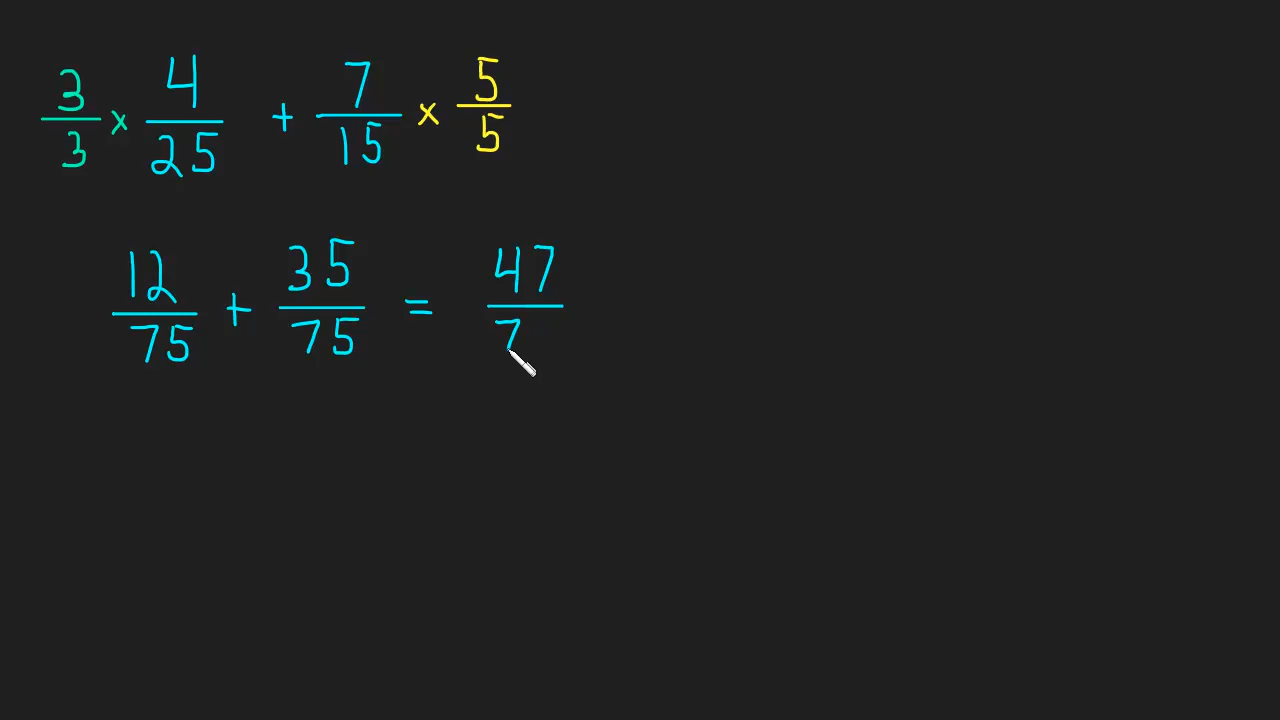 3/3 × 4/25 + 7/15 × 5/5
12/75 + 35/75 = 47/7